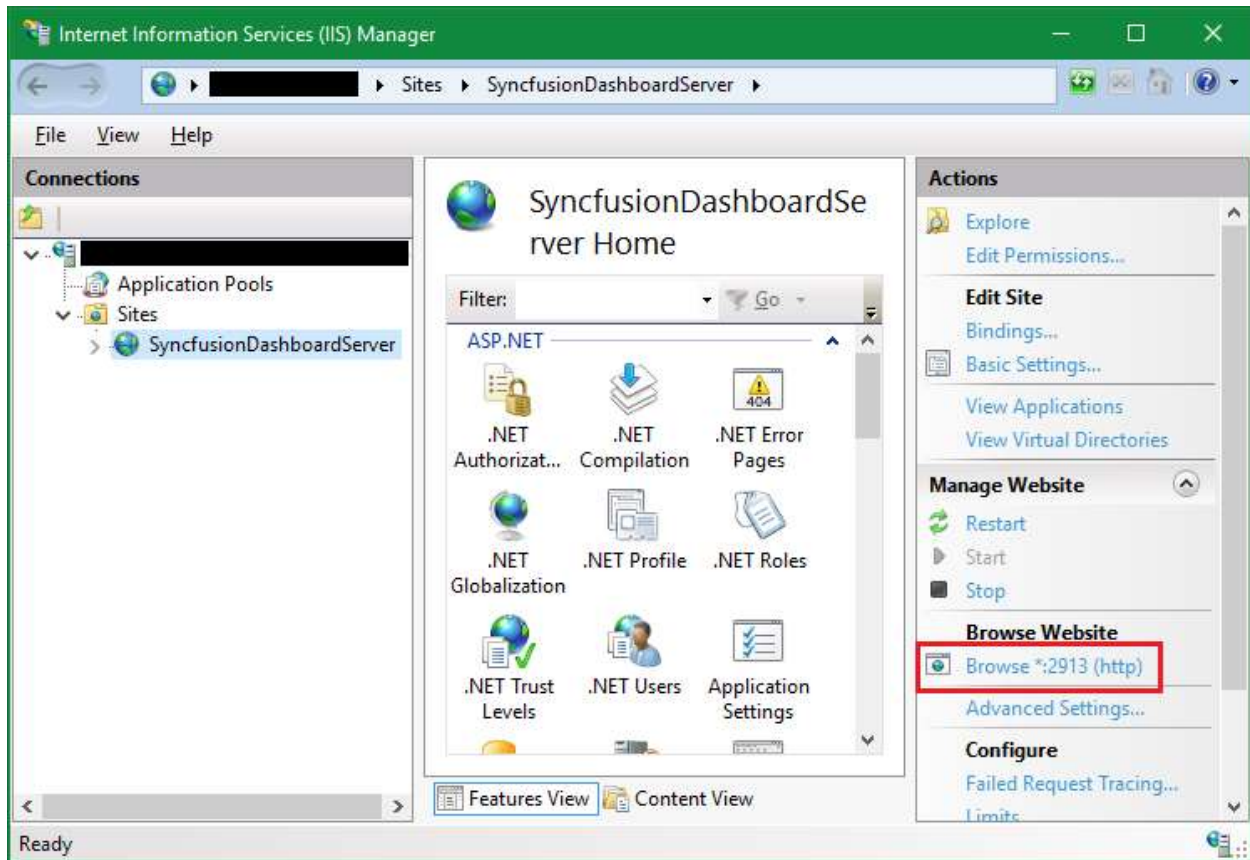 Internet Information Services (IIS) Manager
Sites SyncfusionDashboardServer
File View Help
Connections
Application Pools
Sites
SyncfusionDashboardServer
SyncfusionDashboardSe
rver Home
Filter:
Go
ASP.NET
.NET
Authorizat...
.NET
Compilation
404
.NET Error
Pages
.NET
Globalization
.NET Profile
.NET Roles
.NET Trust
Levels
.NET Users
Application
Settings
Features View
Content View
Actions
Explore
Edit Permissions...
Edit Site
Bindings...
Basic Settings...
View Applications
View Virtual Directories
Manage Website
Restart
Start
Stop
Browse Website
Browse *:2913 (http)
Advanced Settings...
Configure
Failed Request Tracing...
Limits
Ready